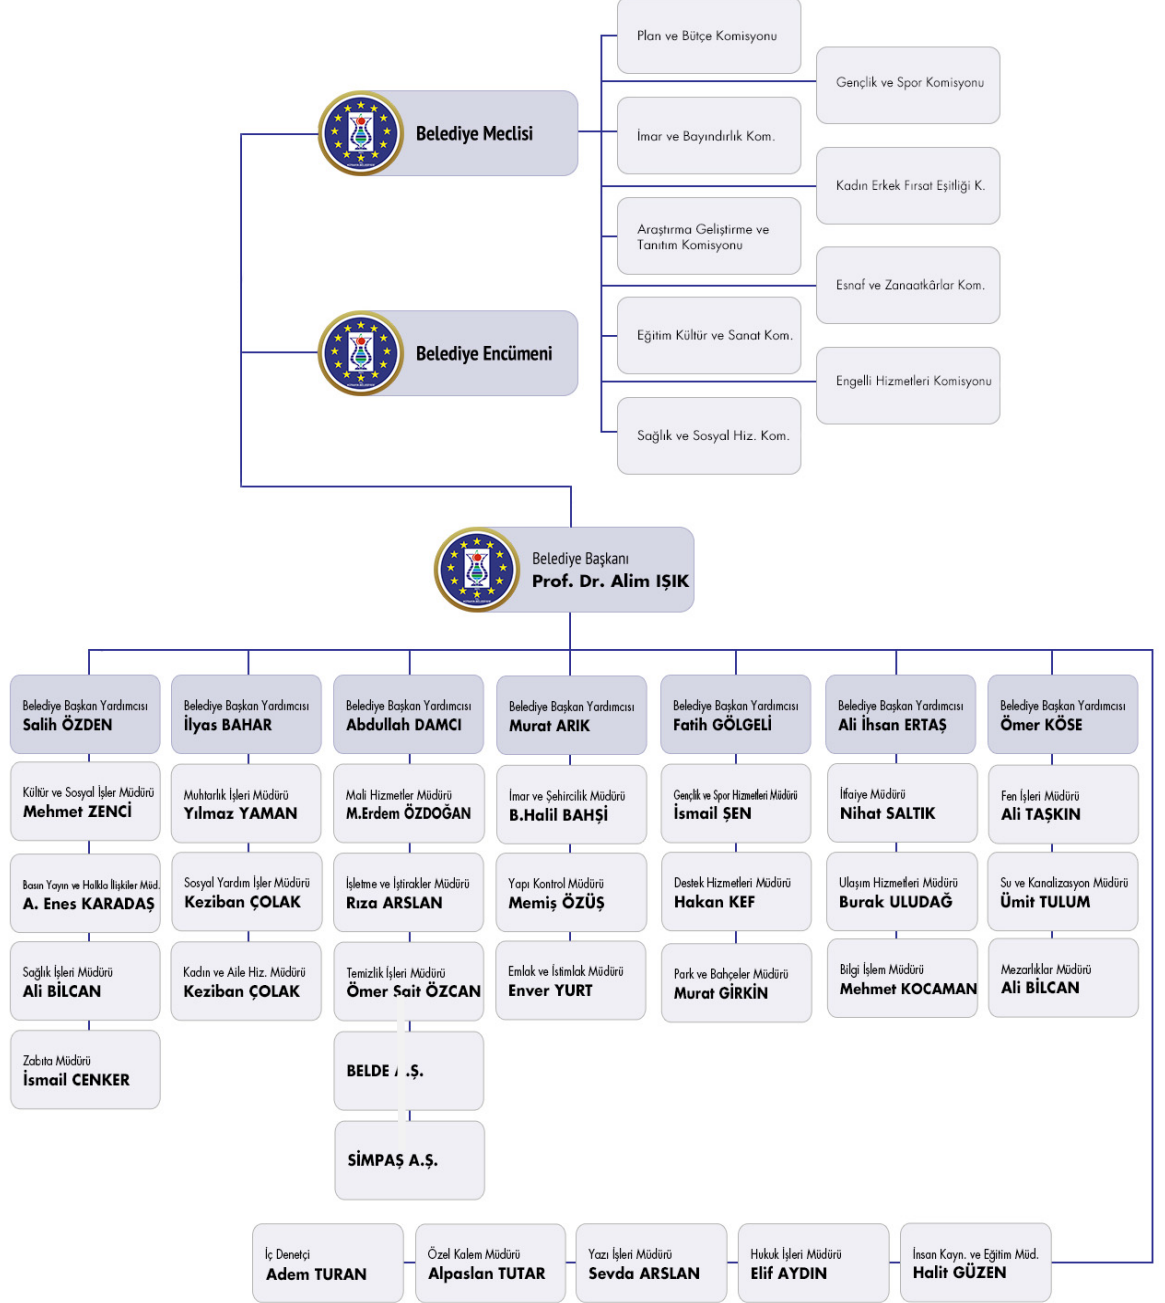 Plan ve Bütçe Komisyonu
Gençlik ve Spor Komisyonu
Belediye Meclisi
İmar ve Bayındırlık Kom.
Kadın Erkek Fırsat Eşitliği K.
Araştırma Geliştirme ve
Tanıtım Komisyonu
Esnaf ve Zanaatkârlar Kom.
Belediye Encümeni
Eğitim Kültür ve Sanat Kom.
Engelli Hizmetleri Komisyonu
Sağlık ve Sosyal Hiz. Kom.
Belediye Başkanı
Prof. Dr. Alim IŞIK
Belediye Başkan Yardımcısı
Salih ÖZDEN
Belediye Başkan Yardımcısı
İlyas BAHAR
Belediye Başkan Yardımcısı
Abdullah DAMCI
Belediye Başkan Yardımcısı
Murat ARIK
Belediye Başkan Yardımcısı
Fatih GÖLGELİ
Belediye Başkan Yardımcısı
Ali İhsan ERTAŞ
Belediye Başkan Yardımcısı
Ömer KÖSE
Kültür ve Sosyal İşler Müdürü
Mehmet ZENCİ
Muhtarlık İşleri Müdürü
Yılmaz YAMAN
Mali Hizmetler Müdürü
M.Erdem ÖZDOĞAN
İmar ve Şehircilik Müdürü
B.Halil BAHŞİ
Gençlik ve Spor Hizmetleri Müdürü
İsmail ŞEN
İtfaiye Müdürü
Nihat SALTIK
Fen İşleri Müdürü
Ali TAŞKIN
Basın Yayın ve Halkla İlişkiler Müd.
A. Enes KARADAŞ
Sosyal Yardım İşler Müdürü
Keziban ÇOLAK
İşletme ve İştirakler Müdürü
Rıza ARSLAN
Yapı Kontrol Müdürü
Memiş ÖZÜŞ
Destek Hizmetleri Müdürü
Hakan KEF
Ulaşım Hizmetleri Müdürü
Burak ULUDAĞ
Su ve Kanalizasyon Müdürü
Ümit TULUM
Sağlık İşleri Müdürü
Ali BİLCAN
Kadın ve Aile Hiz. Müdürü
Keziban ÇOLAK
Temizlik İşleri Müdürü
Ömer Sait ÖZCAN
Emlak ve İstimlak Müdürü
Enver YURT
Park ve Bahçeler Müdürü
Murat GİRKİN
Bilgi İşlem Müdürü
Mehmet KOCAMAN
Mezarlıklar Müdürü
Ali BİLCAN
Zabıta Müdürü
İsmail CENKER
BELDE A.Ş.
SİMPAŞ A.Ş.
İç Denetçi
Adem TURAN
Özel Kalem Müdürü
Alpaslan TUTAR
Yazı İşleri Müdürü
Sevda ARSLAN
Hukuk İşleri Müdürü
Elif AYDIN
İnsan Kayn. ve Eğitim Müd.
Halit GÜZEN